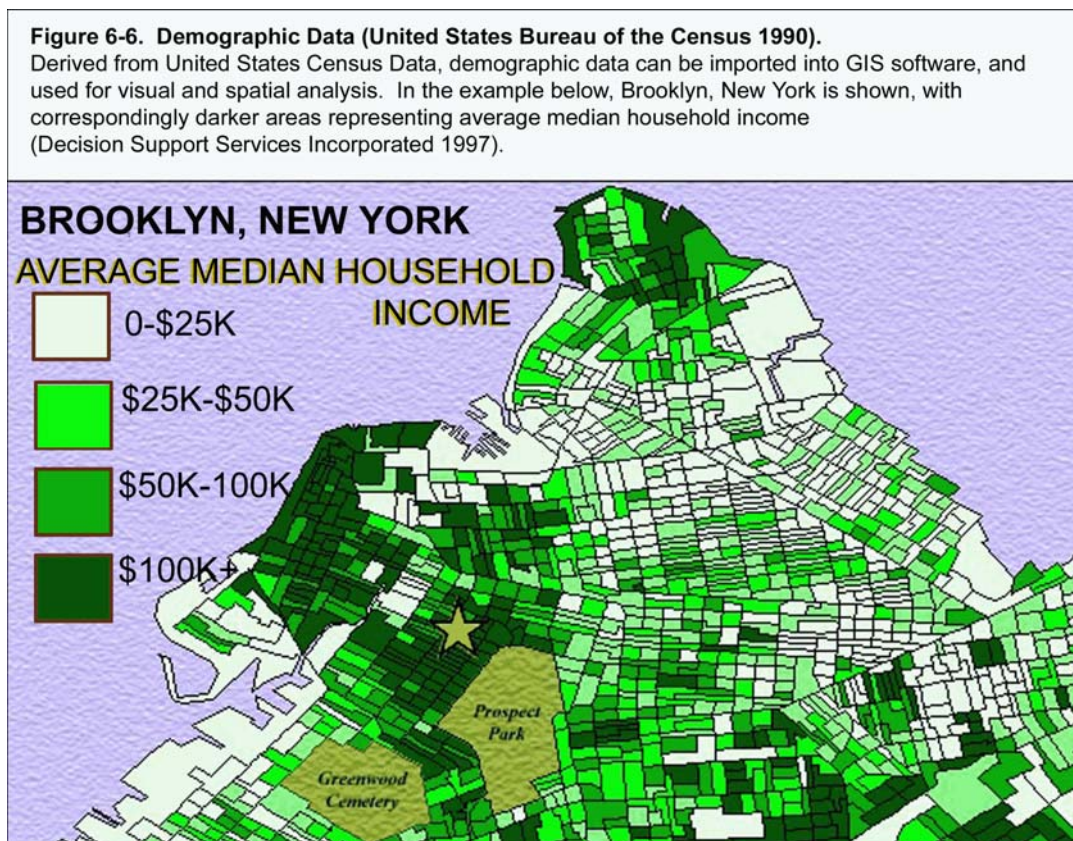 Figure 6-6.  Demographic Data (United States Bureau of the Census 1990).
Derived from United States Census Data, demographic data can be imported into GIS software, and
used for visual and spatial analysis.  In the example below, Brooklyn, New York is shown, with
correspondingly darker areas representing average median household income
(Decision Support Services Incorporated 1997).
BROOKLYN, NEW YORK
AVERAGE MEDIAN HOUSEHOLD
INCOME
0-$25K
$25K-$50K
$50K-100K
$100K+
Prospect
Park
Greenwood
Cemetery